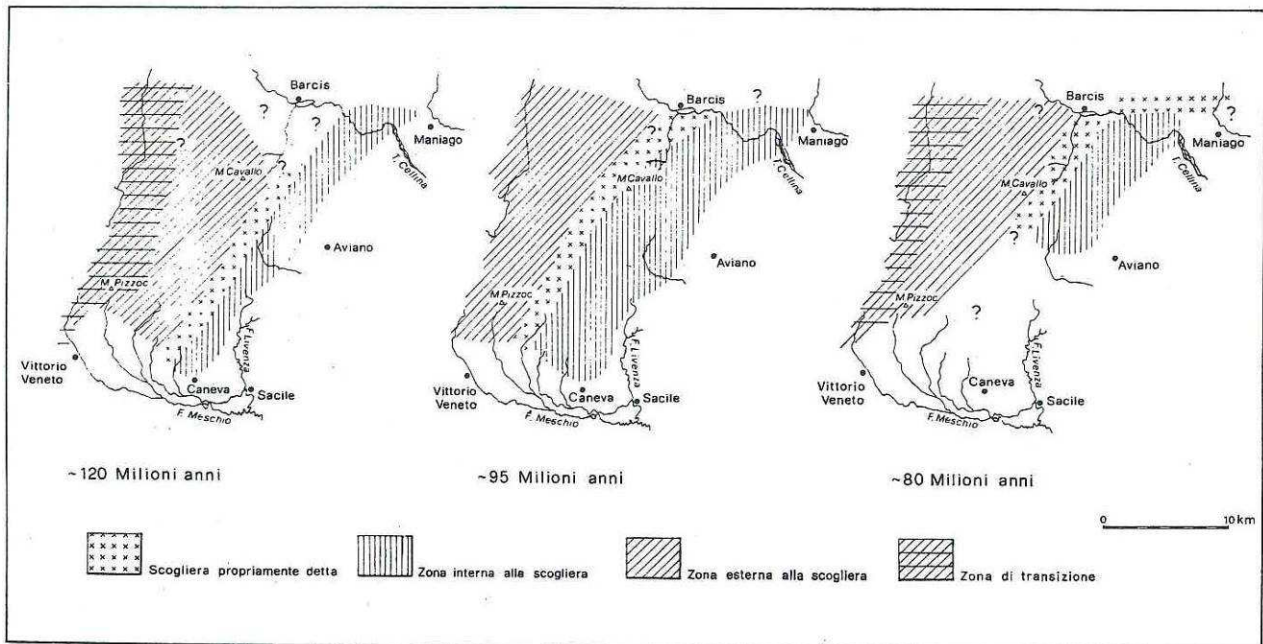 Barcis
?
?
?
Maniago
M.Cavallo
?
T. Cellina
Aviano
M. Pizzoc
F. Livenza
Vittorio
Veneto
Caneva
Sacile
F. Meschio
~120 Milioni anni
Barcis
?
?
Maniago
M.Cavallo
T. Cellina
Aviano
M.Pizzoc
F. Livenza
Vittorio
Veneto
Caneva
Sacile
F. Meschio
~95 Milioni anni
Barcis
?
?
Maniago
M.Cavallo
T. Cellina
?
Aviano
M.Pizzoc
?
F. Livenza
Vittorio
Veneto
Caneva
Sacile
F. Meschio
~80 Milioni anni
0
10 km
Scogliera propriamente detta
Zona interna alla scogliera
Zona esterna alla scogliera
Zona di transizione